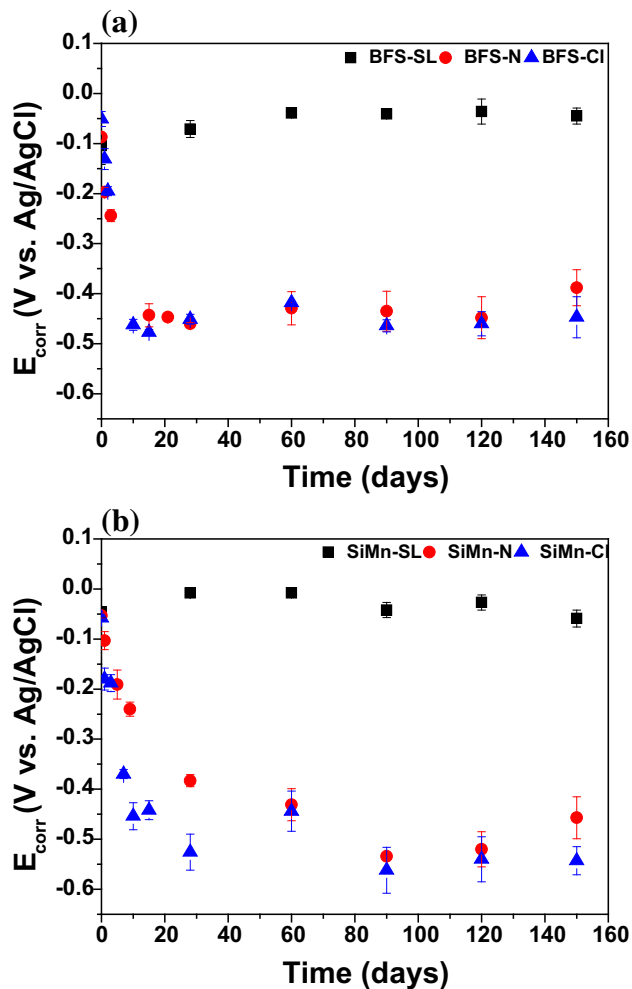 (a)
0.1
BFS-SL BFS-N BFS-Cl
0.0
-0.1
-0.2
-0.3
-0.4
-0.5
-0.6
E_corr (V vs. Ag/AgCl)
0 20 40 60 80 100 120 140 160
Time (days)
(b)
0.1
SiMn-SL SiMn-N SiMn-Cl
0.0
-0.1
-0.2
-0.3
-0.4
-0.5
-0.6
E_corr (V vs. Ag/AgCl)
0 20 40 60 80 100 120 140 160
Time (days)